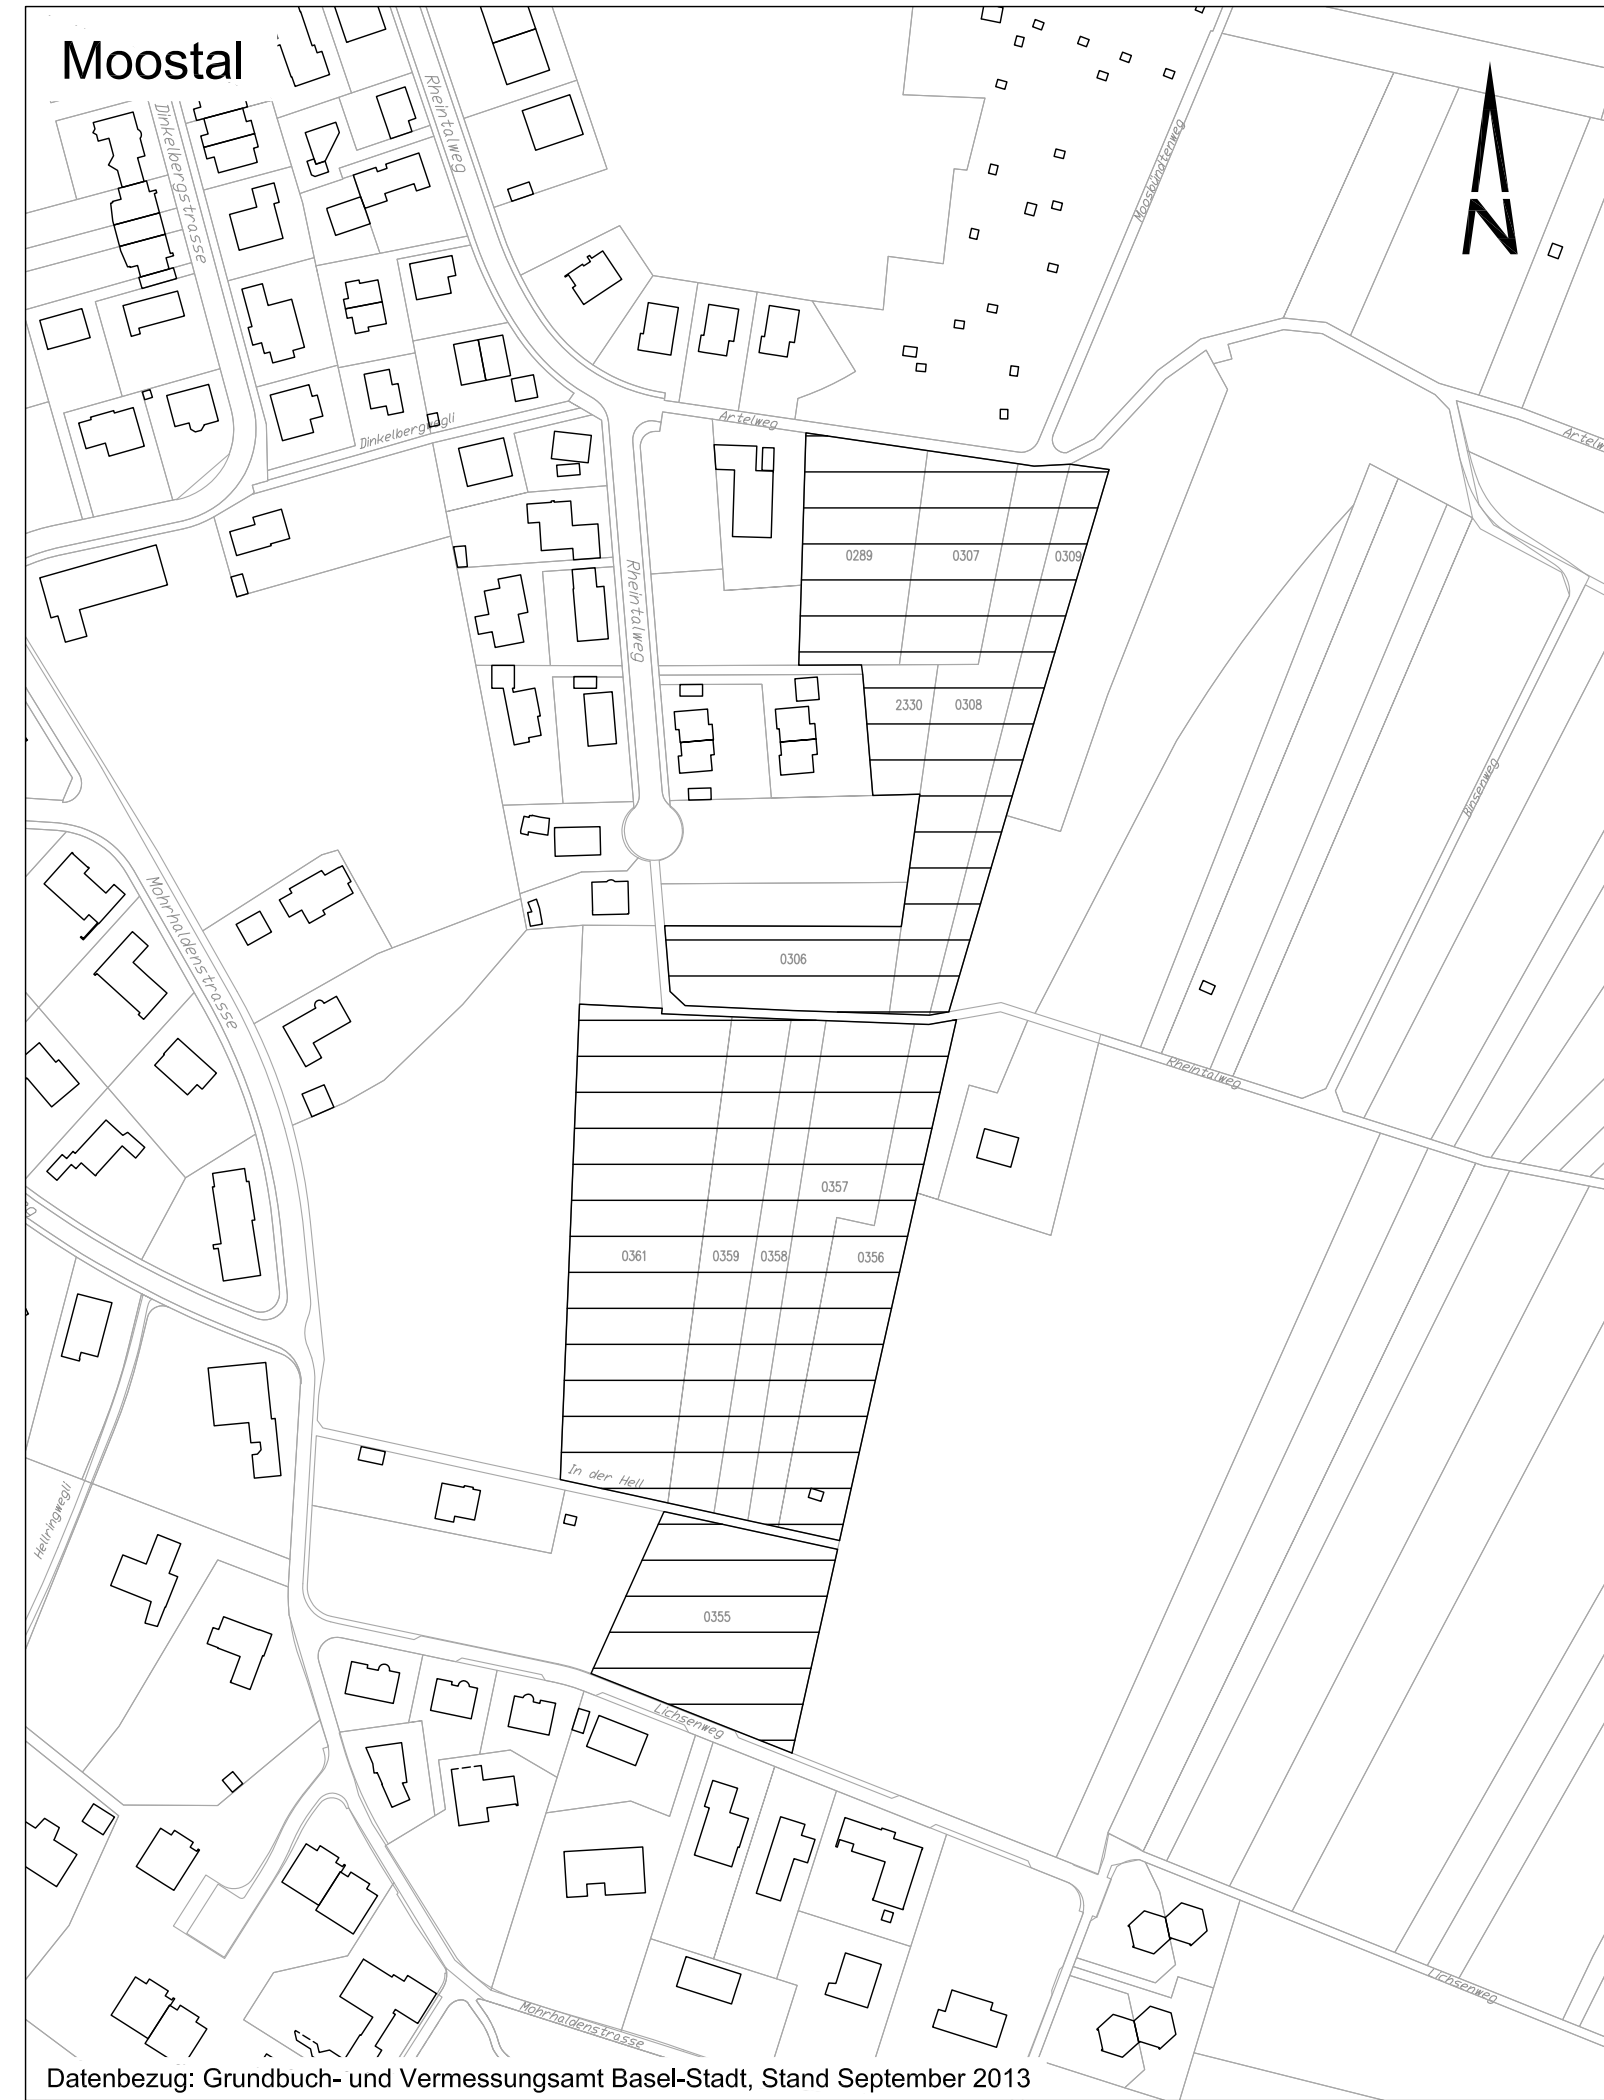 Moostal
Dinkelbergstrasse
Rheintalweg
Moosbündtenweg
N
Artelweg
Dinkelbergwegli
0289
0307
0309
Rheintalweg
2330
0308
Binsenweg
Mohrhaldenstrasse
0306
Rheintalweg
0357
0361
0359
0358
0356
In der Hell
Hellringwegli
0355
Lichsenweg
Lichsenweg
Mohrhaldenstrasse
Datenbezug: Grundbuch- und Vermessungsamt Basel-Stadt, Stand September 2013